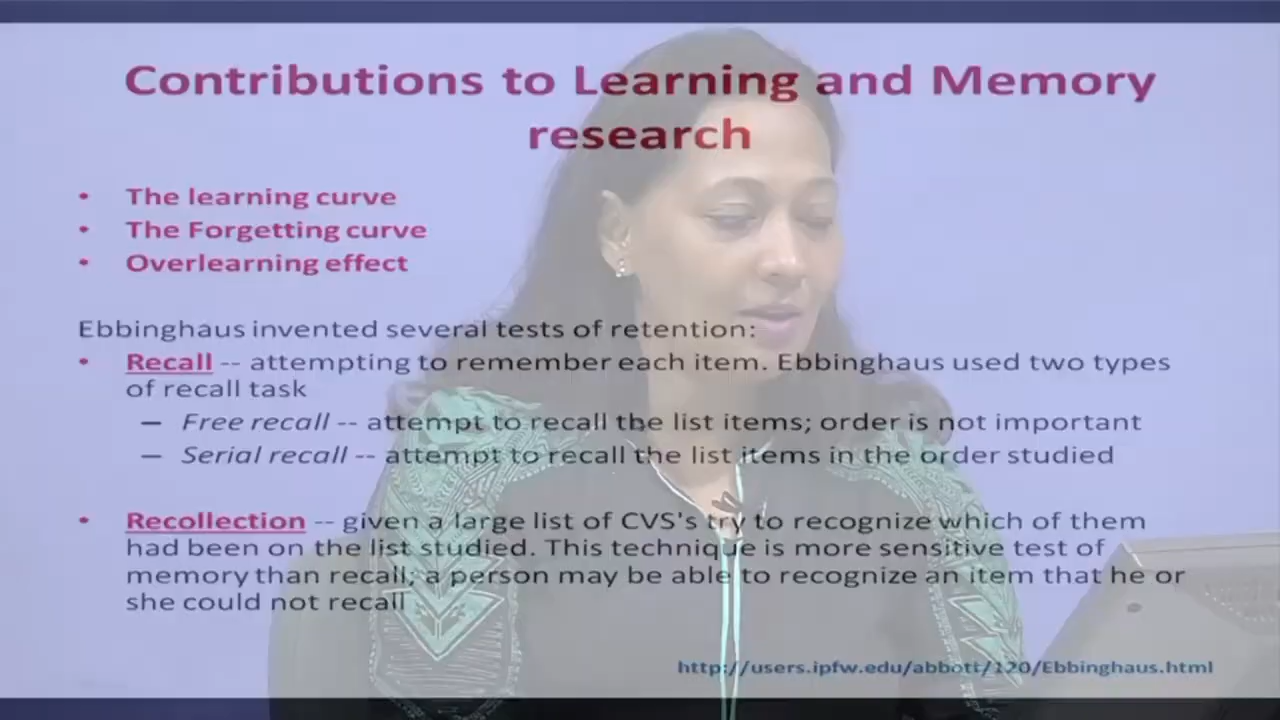 Contributions to Learning and Memory
research
• The learning curve
• The Forgetting curve
• Overlearning effect
Ebbinghaus invented several tests of retention:
• Recall -- attempting to remember each item. Ebbinghaus used two types
of recall task
– Free recall -- attempt to recall the list items; order is not important
– Serial recall -- attempt to recall the list items in the order studied
• Recollection -- given a large list of CVS's try to recognize which of them
had been on the list studied. This technique is more sensitive test of
memory than recall; a person may be able to recognize an item that he or
she could not recall
http://users.ipfw.edu/abbott/120/Ebbinghaus.html